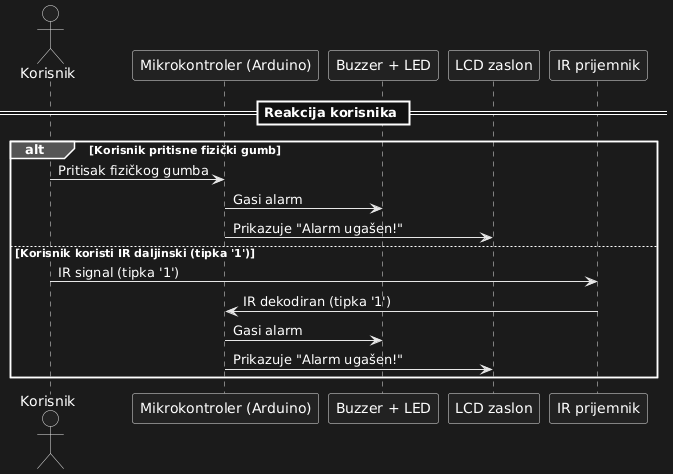 Korisnik
Mikrokontroler (Arduino)
Buzzer + LED
LCD zaslon
IR prijemnik
Reakcija korisnika
alt
[Korisnik pritisne fizički gumb]
Pritisak fizičkog gumba
Gasi alarm
Prikazuje "Alarm ugašen!"
[Korisnik koristi IR daljinski (tipka '1')]
IR signal (tipka '1')
IR dekodiran (tipka '1')
Gasi alarm
Prikazuje "Alarm ugašen!"
Korisnik
Mikrokontroler (Arduino)
Buzzer + LED
LCD zaslon
IR prijemnik